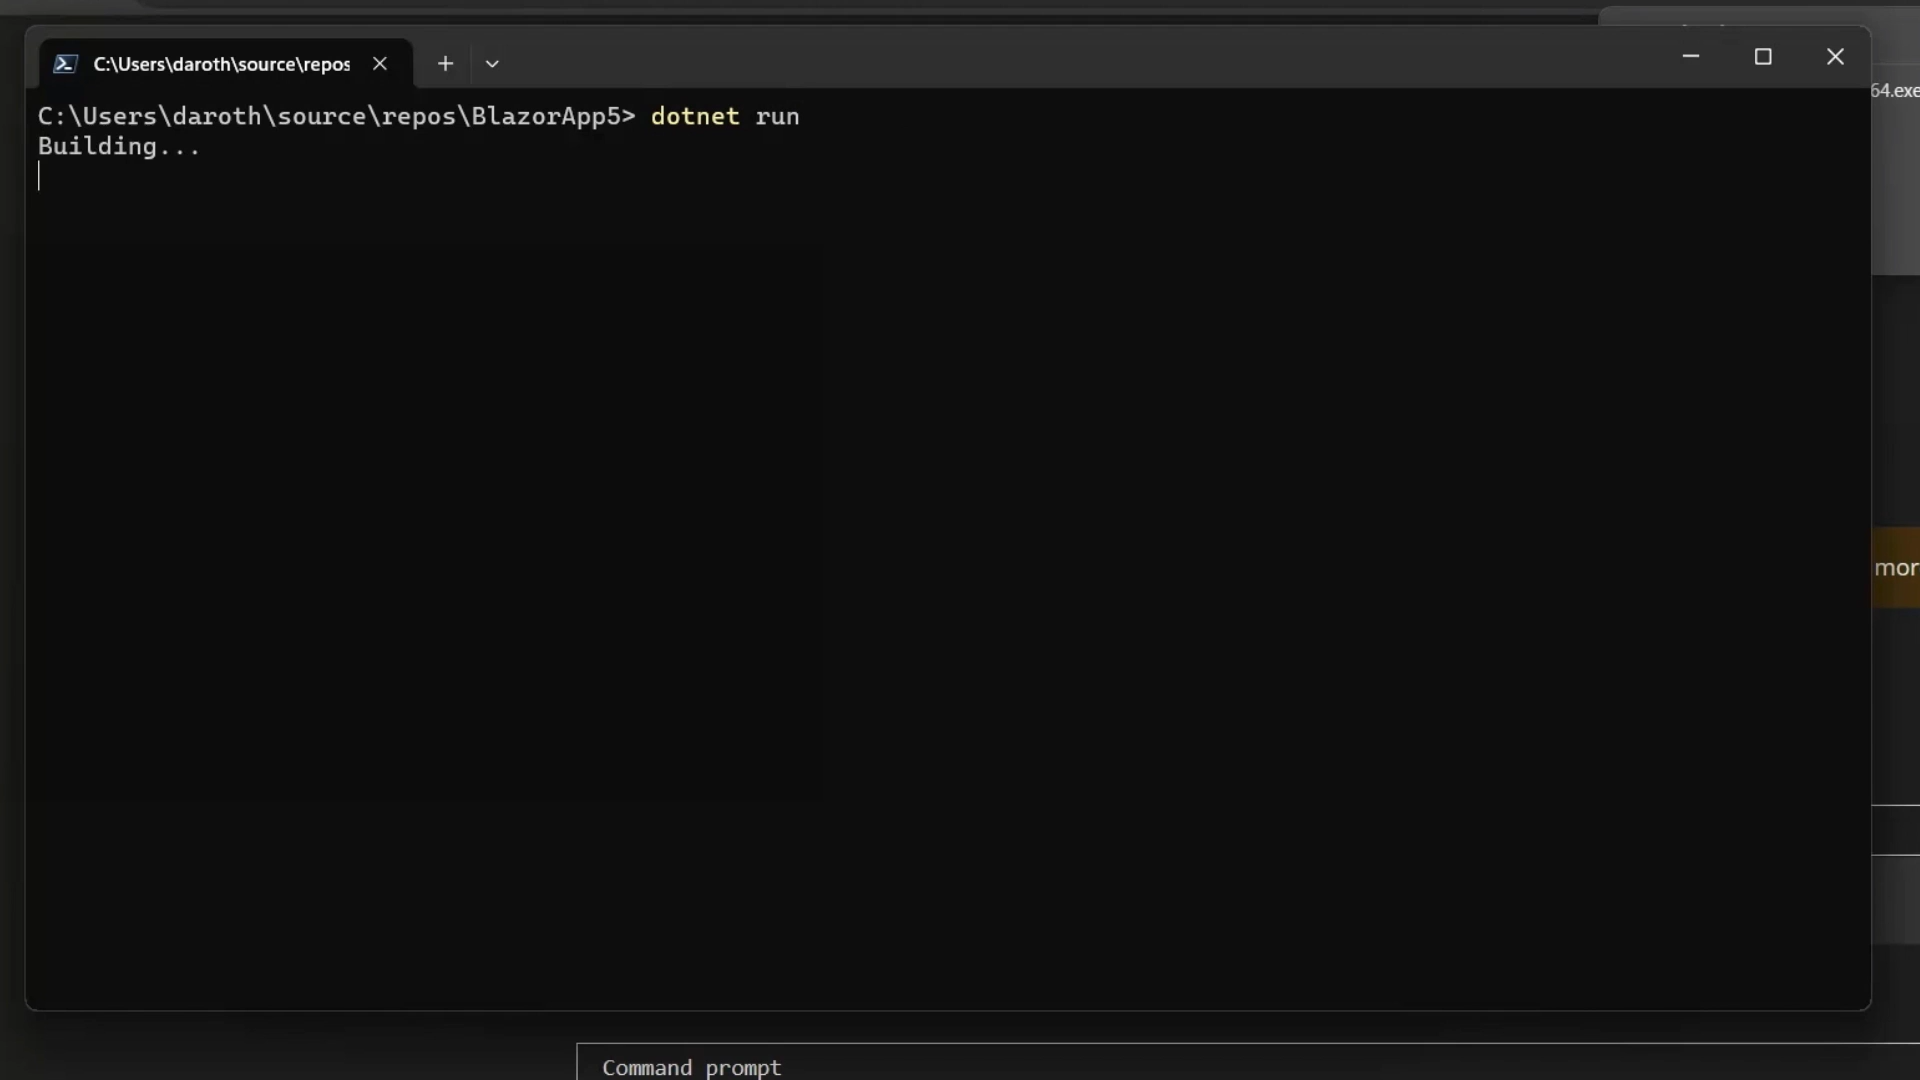 C:\Users\daroth\source\repos
64.exe
C:\Users\daroth\source\repos\BlazorApp5> dotnet run
Building...
mor
Command prompt